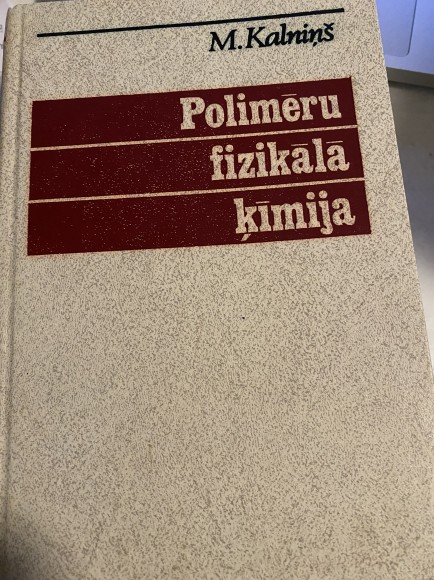 M. Kalniņš
Polimēru
fizikālā
ķīmija